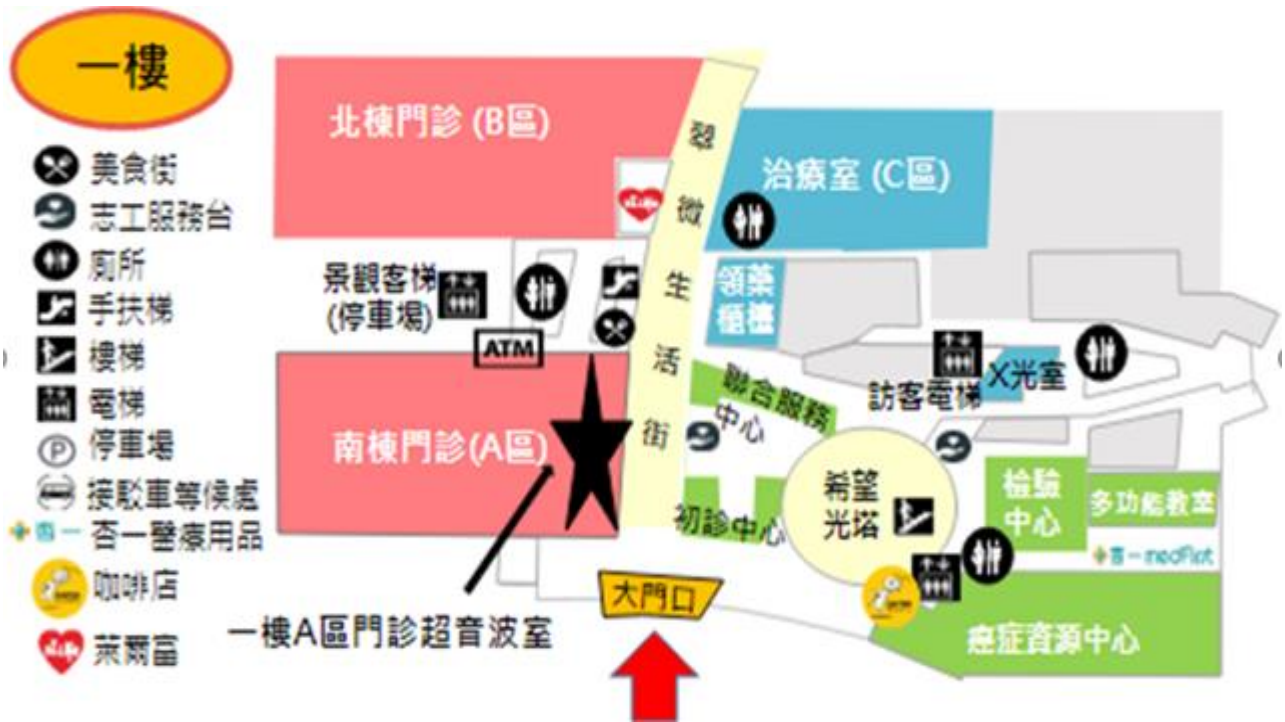 一樓
美食街
志工服務台
廁所
手扶梯
樓梯
電梯
P 停車場
接駁車等候處
杏一 杏一醫療用品
咖啡店
萊爾富
北棟門診 (B區)
翠微生活街
治療室 (C區)
景觀客梯
(停車場)
ATM
領藥
櫃檯
訪客電梯
X光室
聯合服務
中心
南棟門診(A區)
希望
光塔
檢驗
中心
多功能教室
初診中心
杏一 medFirst
大門口
一樓A區門診超音波室
癌症資源中心